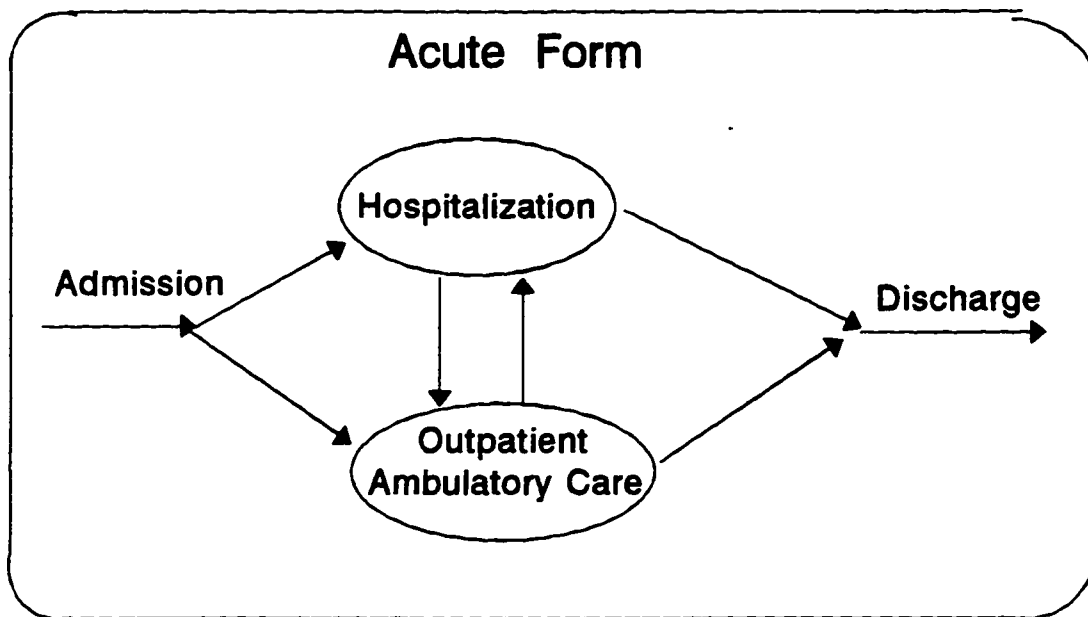 Acute Form
Hospitalization
Admission
Discharge
Outpatient
Ambulatory Care